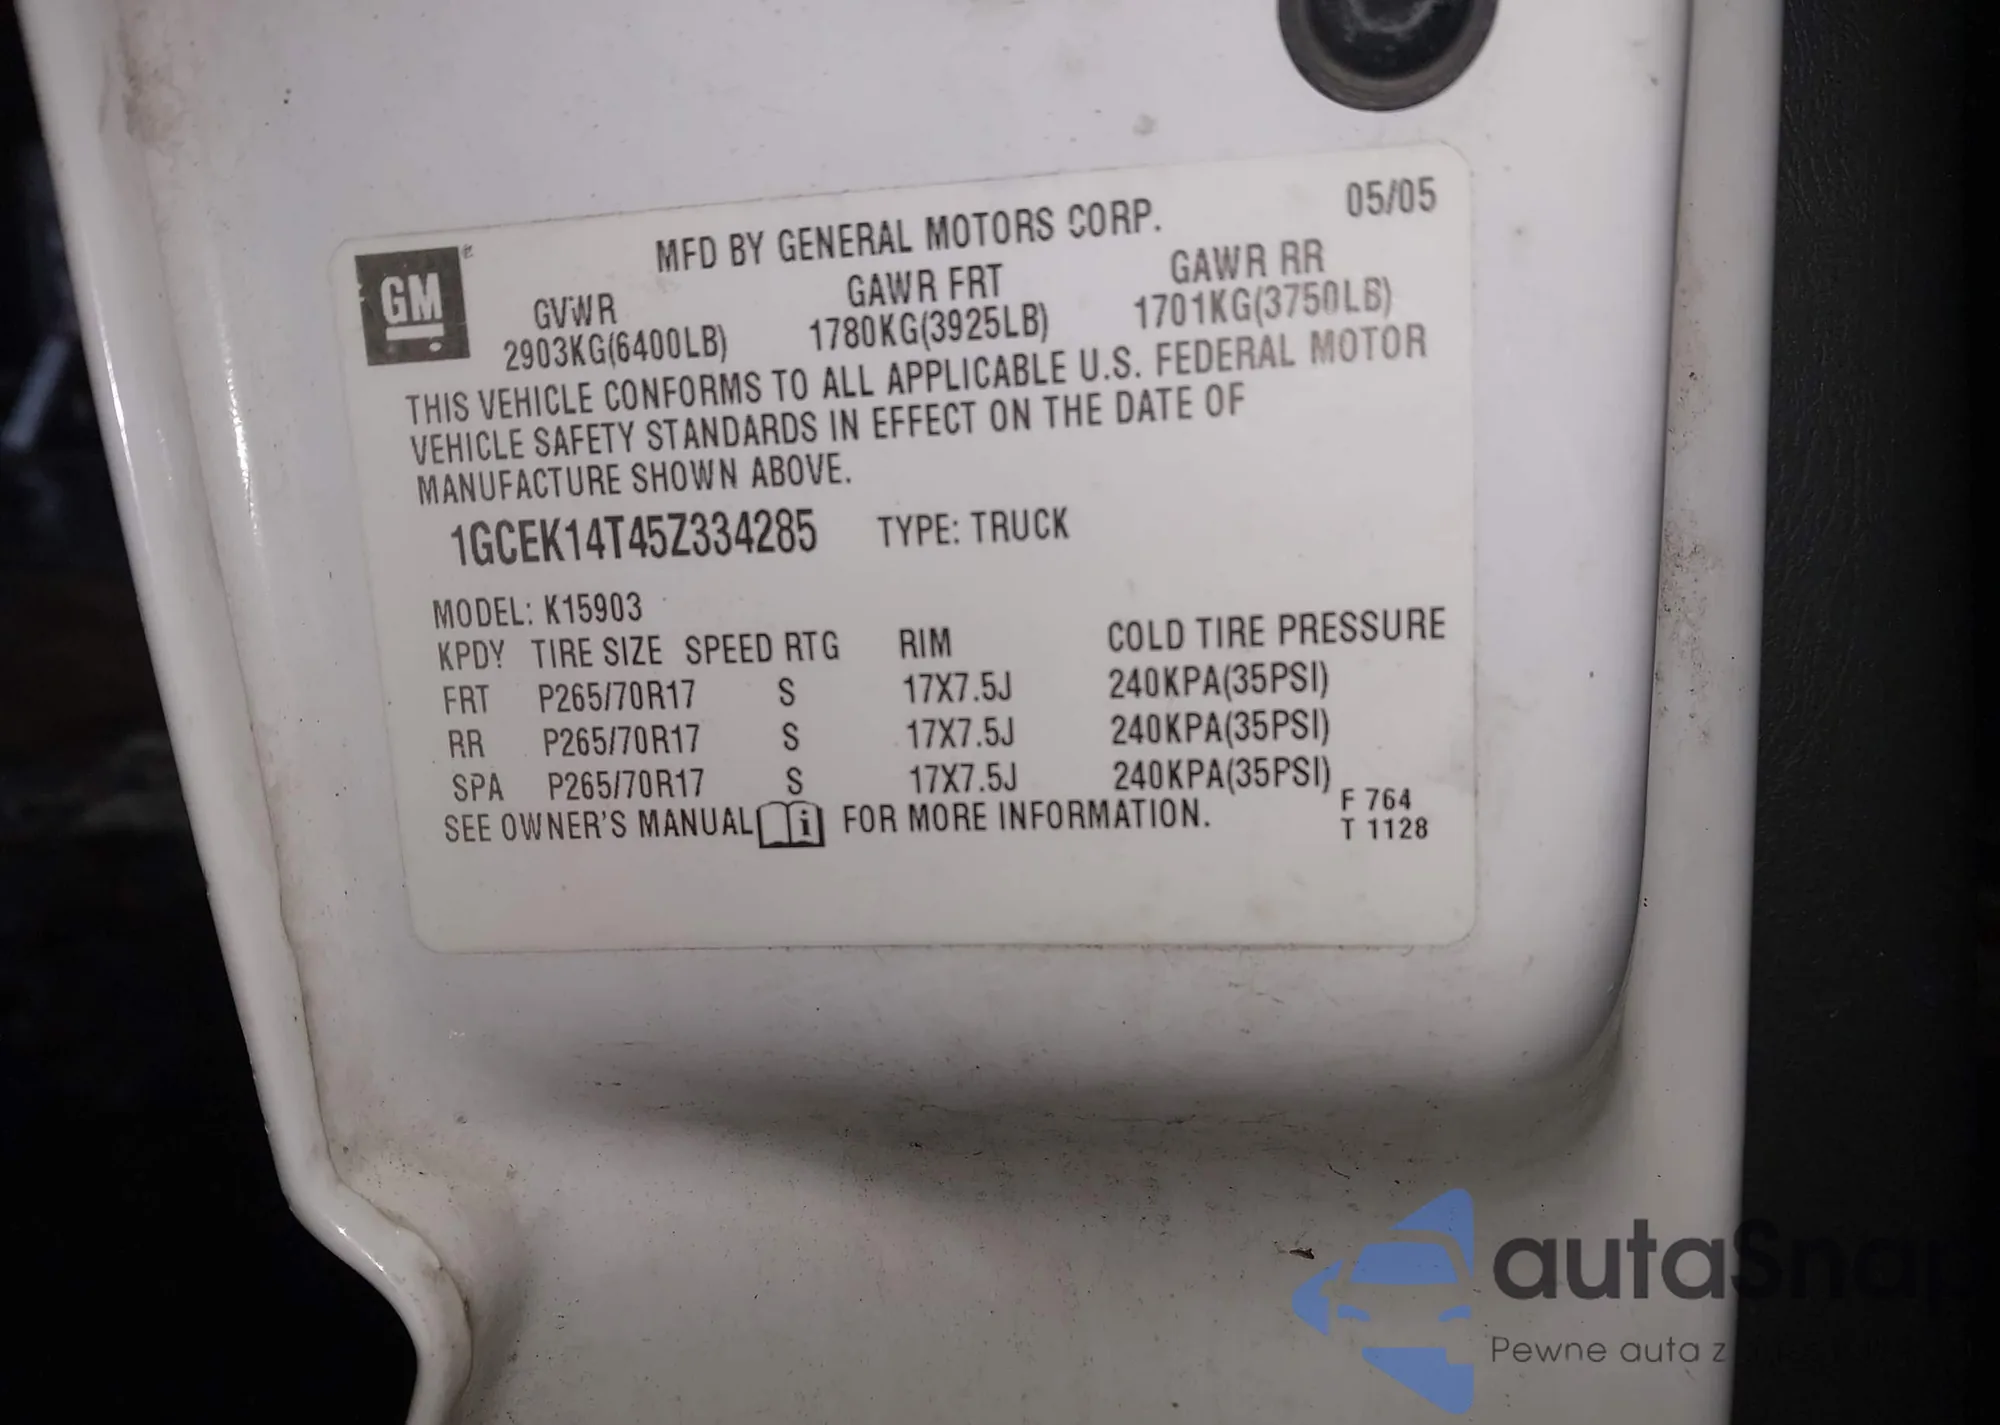 MFD BY GENERAL MOTORS CORP. 05/05
GM
GVWR GAWR FRT GAWR RR
2903KG(6400LB) 1780KG(3925LB) 1701KG(3750LB)
THIS VEHICLE CONFORMS TO ALL APPLICABLE U.S. FEDERAL MOTOR
VEHICLE SAFETY STANDARDS IN EFFECT ON THE DATE OF
MANUFACTURE SHOWN ABOVE.
1GCEK14T45Z334285 TYPE: TRUCK
MODEL: K15903
KPDY TIRE SIZE SPEED RTG RIM COLD TIRE PRESSURE
FRT P265/70R17 S 17X7.5J 240KPA(35PSI)
RR P265/70R17 S 17X7.5J 240KPA(35PSI)
SPA P265/70R17 S 17X7.5J 240KPA(35PSI)
SEE OWNER'S MANUAL i FOR MORE INFORMATION.
F 764
T 1128
autaSnap
Pewne auta z